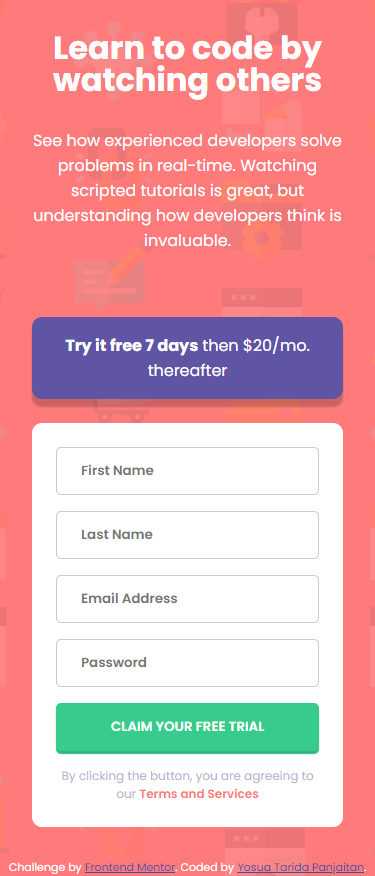 Learn to code by
watching others
See how experienced developers solve
problems in real-time. Watching
scripted tutorials is great, but
understanding how developers think is
invaluable.
Try it free 7 days then $20/mo.
thereafter
First Name
Last Name
Email Address
Password
CLAIM YOUR FREE TRIAL
By clicking the button, you are agreeing to
our Terms and Services
Challenge by Frontend Mentor. Coded by Yosua Tarida Panjaitan.